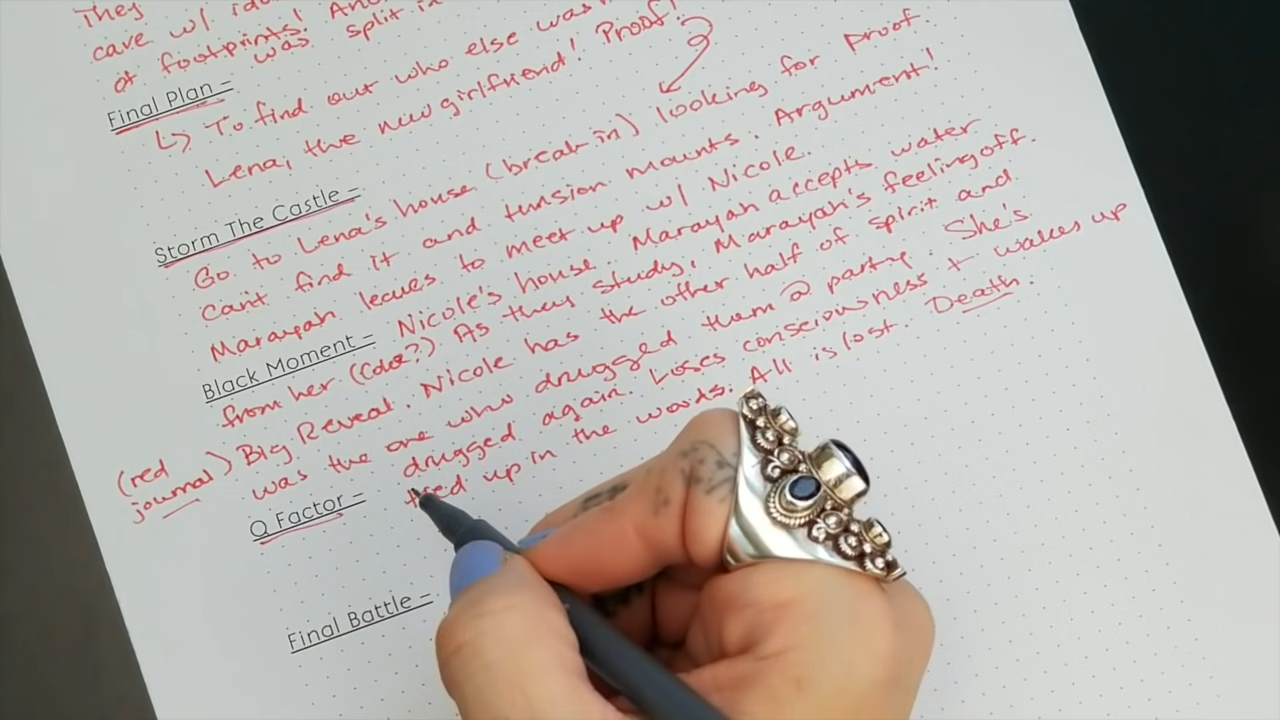 They
cave w/
of footprints! was split in
Final Plan -
↳ To find out who else was
Lena, the new girlfriend! Proof!
Storm The Castle -
Go to Lena's house (break in) looking for proof.
can't find it and tension mounts. Argument!
Marayah leaves to meet up w/ Nicole.
Black Moment - Nicole's house. Marayah accepts water
from her (Coke?) As they study, Marayah's feeling off.
(red journal) Big Reveal. Nicole has the other half of spirit and
was the one who drugged them @ party. She's
drugged again. Loses consciousness + wakes up
Q Factor - tied up in the woods. All is lost. Death.
Final Battle -